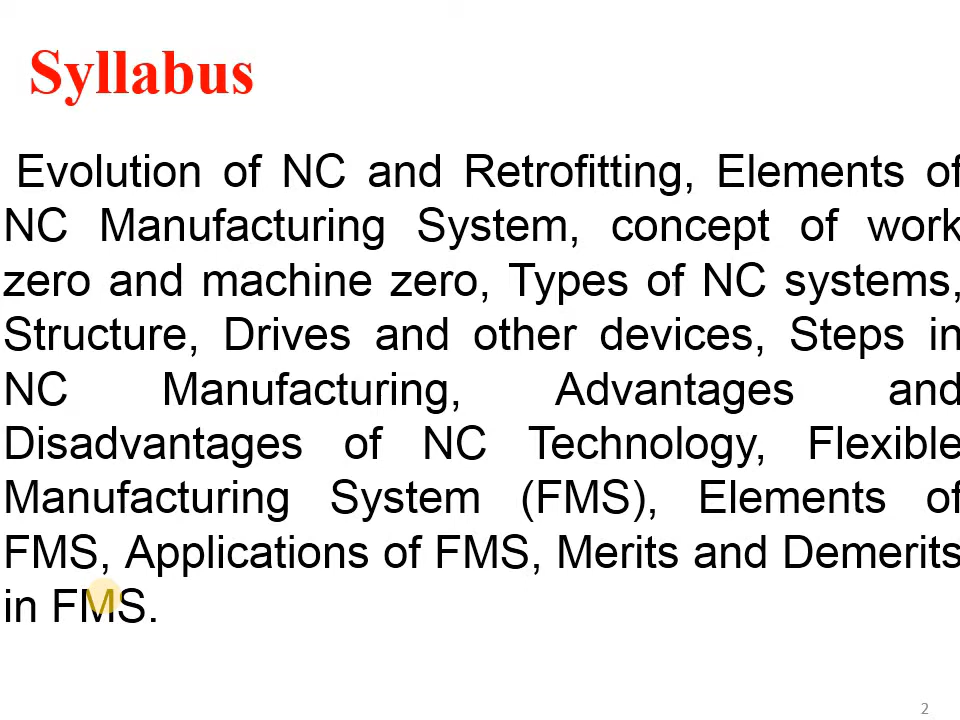 Syllabus
Evolution of NC and Retrofitting, Elements of
NC Manufacturing System, concept of work
zero and machine zero, Types of NC systems,
Structure, Drives and other devices, Steps in
NC Manufacturing, Advantages and
Disadvantages of NC Technology, Flexible
Manufacturing System (FMS), Elements of
FMS, Applications of FMS, Merits and Demerits
in FMS.
2